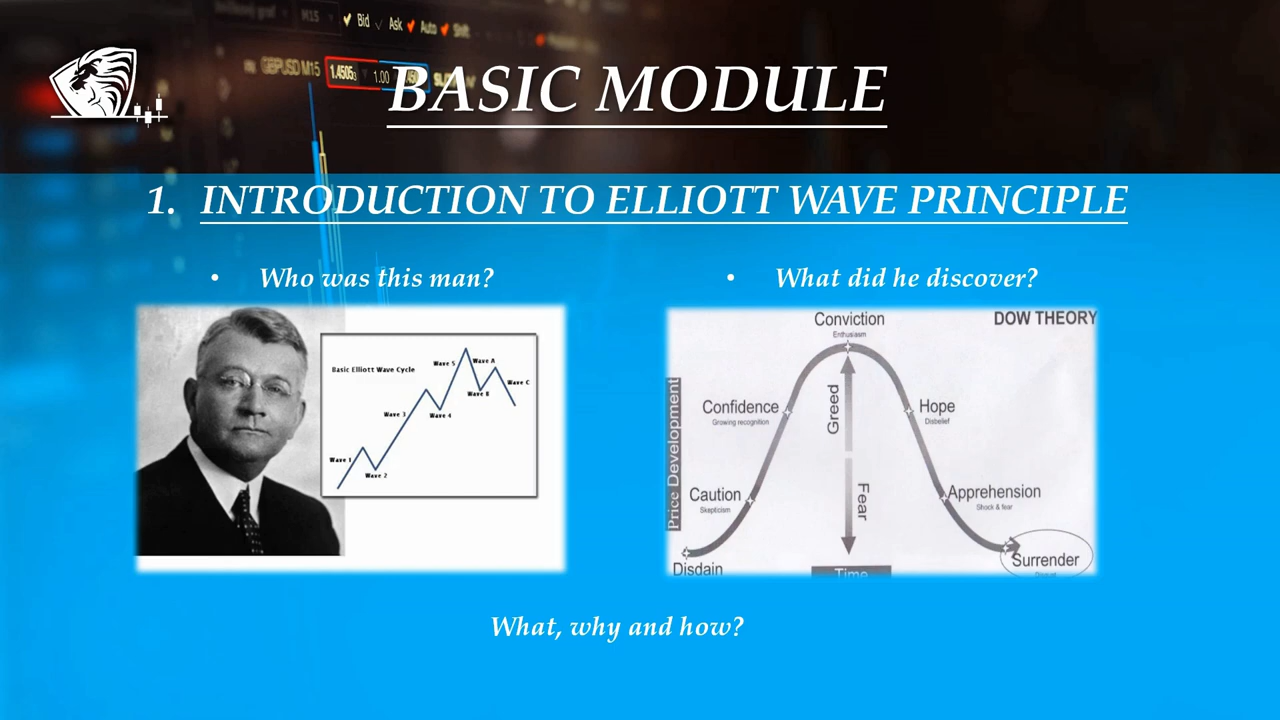 M15
Bid
Ask
Auto
GBPUSD M15
1.4505
1.00
BASIC MODULE
1. INTRODUCTION TO ELLIOTT WAVE PRINCIPLE
• Who was this man?
• What did he discover?
Basic Elliott Wave Cycle
Wave 5
Wave A
Wave C
Wave B
Wave 3
Wave 4
Wave 1
Wave 2
DOW THEORY
Conviction
Enthusiasm
Price Development
Greed
Confidence
Growing recognition
Hope
Disbelief
Fear
Caution
Skepticism
Apprehension
Shock & fear
Disdain
Time
Surrender
What, why and how?